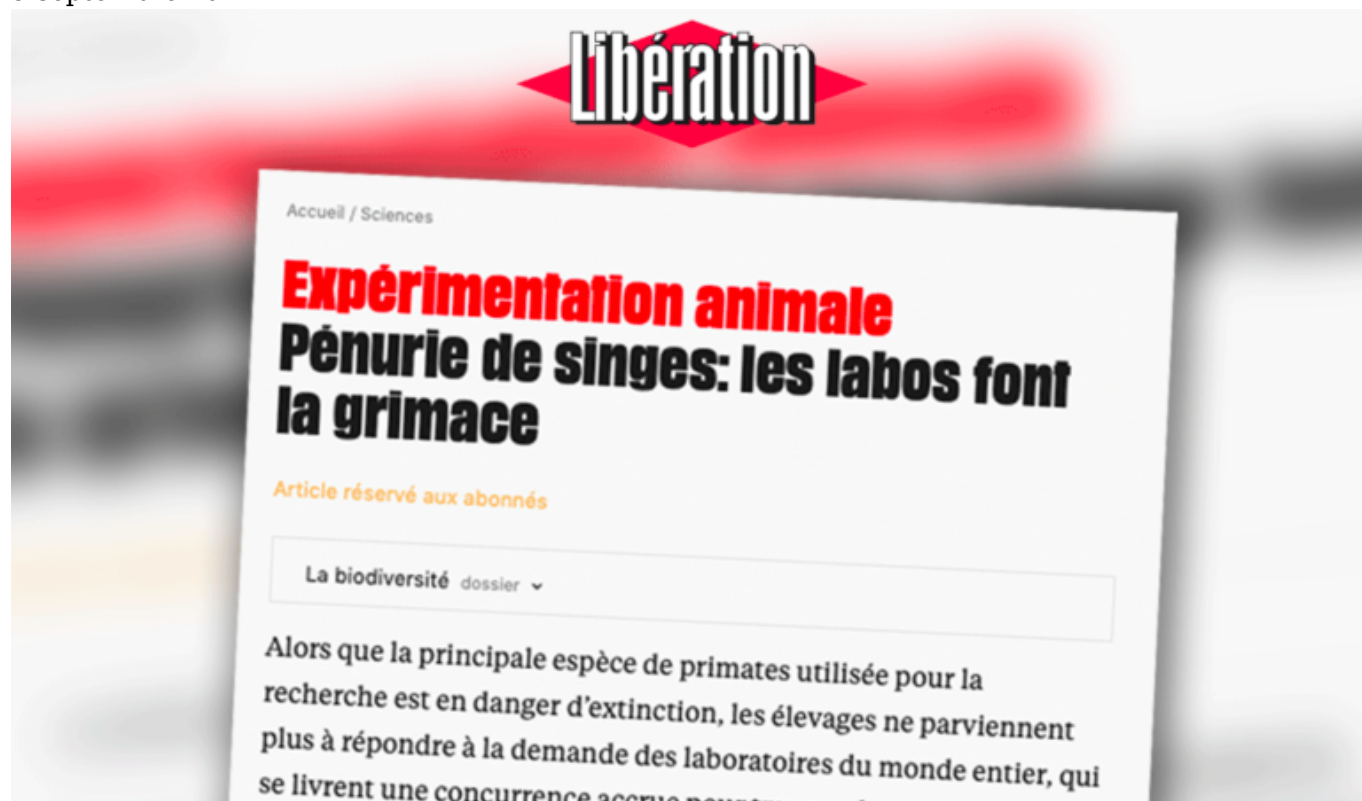 Libération
Accueil / Sciences
Expérimentation animale
Pénurie de singes: les labos font
la grimace
Article réservé aux abonnés
La biodiversité dossier
Alors que la principale espèce de primates utilisée pour la
recherche est en danger d’extinction, les élevages ne parviennent
plus à répondre à la demande des laboratoires du monde entier, qui
se livrent une concurrence accrue